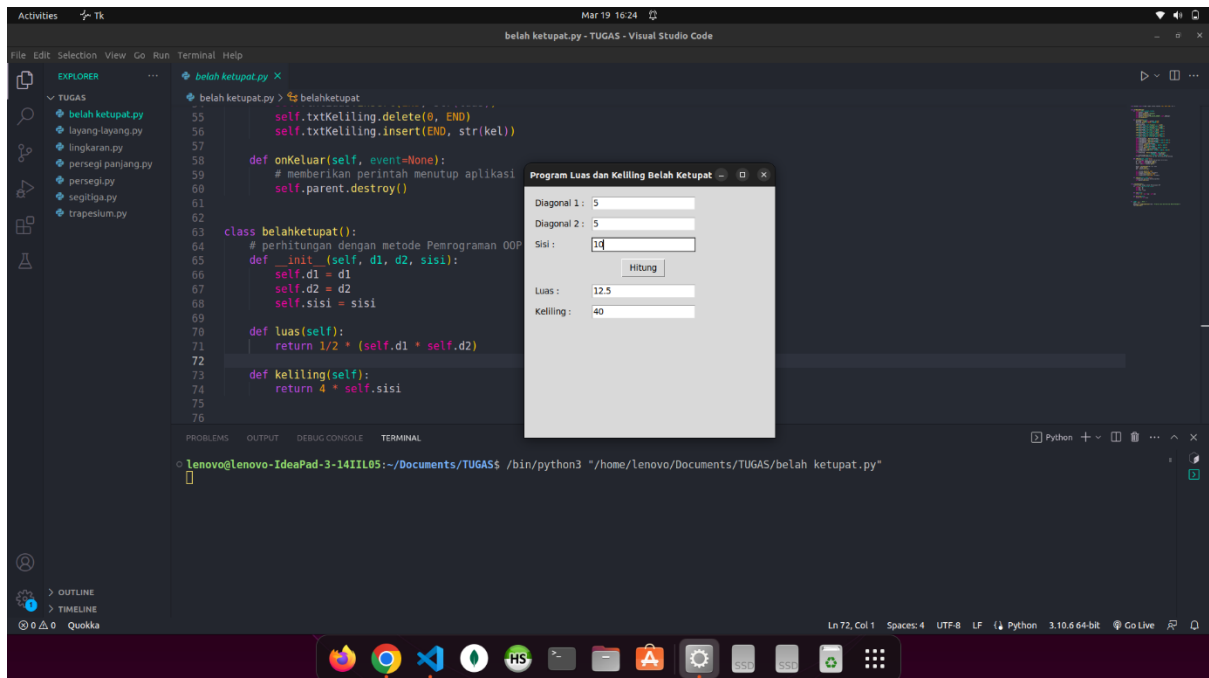 Activities Tk Mar 19 16:24
belah ketupat.py - TUGAS - Visual Studio Code
File Edit Selection View Go Run Terminal Help
EXPLORER
TUGAS
belah ketupat.py
layang-layang.py
lingkaran.py
persegi panjang.py
persegi.py
segitiga.py
trapesium.py
OUTLINE
TIMELINE
belah ketupat.py
belah ketupat.py > belahketupat
55 self.txtKeliling.delete(0, END)
56 self.txtKeliling.insert(END, str(kel))
57
58 def onKeluar(self, event=None):
59 # memberikan perintah menutup aplikasi
60 self.parent.destroy()
61
62
63 class belahketupat():
64 # perhitungan dengan metode Pemrograman OOP
65 def __init__(self, d1, d2, sisi):
66 self.d1 = d1
67 self.d2 = d2
68 self.sisi = sisi
69
70 def luas(self):
71 return 1/2 * (self.d1 * self.d2)
72
73 def keliling(self):
74 return 4 * self.sisi
75
76
Program Luas dan Keliling Belah Ketupat
Diagonal 1 : 5
Diagonal 2 : 5
Sisi : 10
Hitung
Luas : 12.5
Keliling : 40
PROBLEMS OUTPUT DEBUG CONSOLE TERMINAL
Python
lenovo@lenovo-IdeaPad-3-14IIL05:~/Documents/TUGAS$ /bin/python3 "/home/lenovo/Documents/TUGAS/belah ketupat.py"
1
0 0 Quokka
Ln 72, Col 1 Spaces: 4 UTF-8 LF Python 3.10.6 64-bit Go Live
HS
SSD SSD